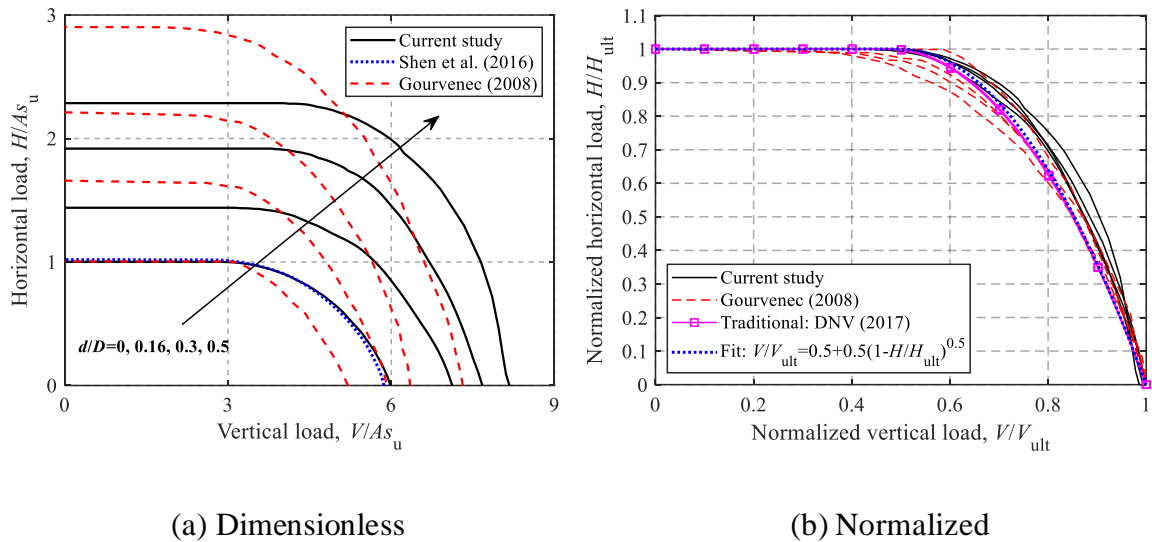 3
2
1
0
0
3
6
9
Horizontal load, H/As_u
Vertical load, V/As_u
Current study
Shen et al. (2016)
Gourvenec (2008)
d/D=0, 0.16, 0.3, 0.5
(a) Dimensionless
1.1
1
0.9
0.8
0.7
0.6
0.5
0.4
0.3
0.2
0.1
0
0
0.2
0.4
0.6
0.8
1
Normalized horizontal load, H/H_ult
Normalized vertical load, V/V_ult
Current study
Gourvenec (2008)
Traditional: DNV (2017)
Fit: V/V_ult=0.5+0.5(1-H/H_ult)^0.5
(b) Normalized